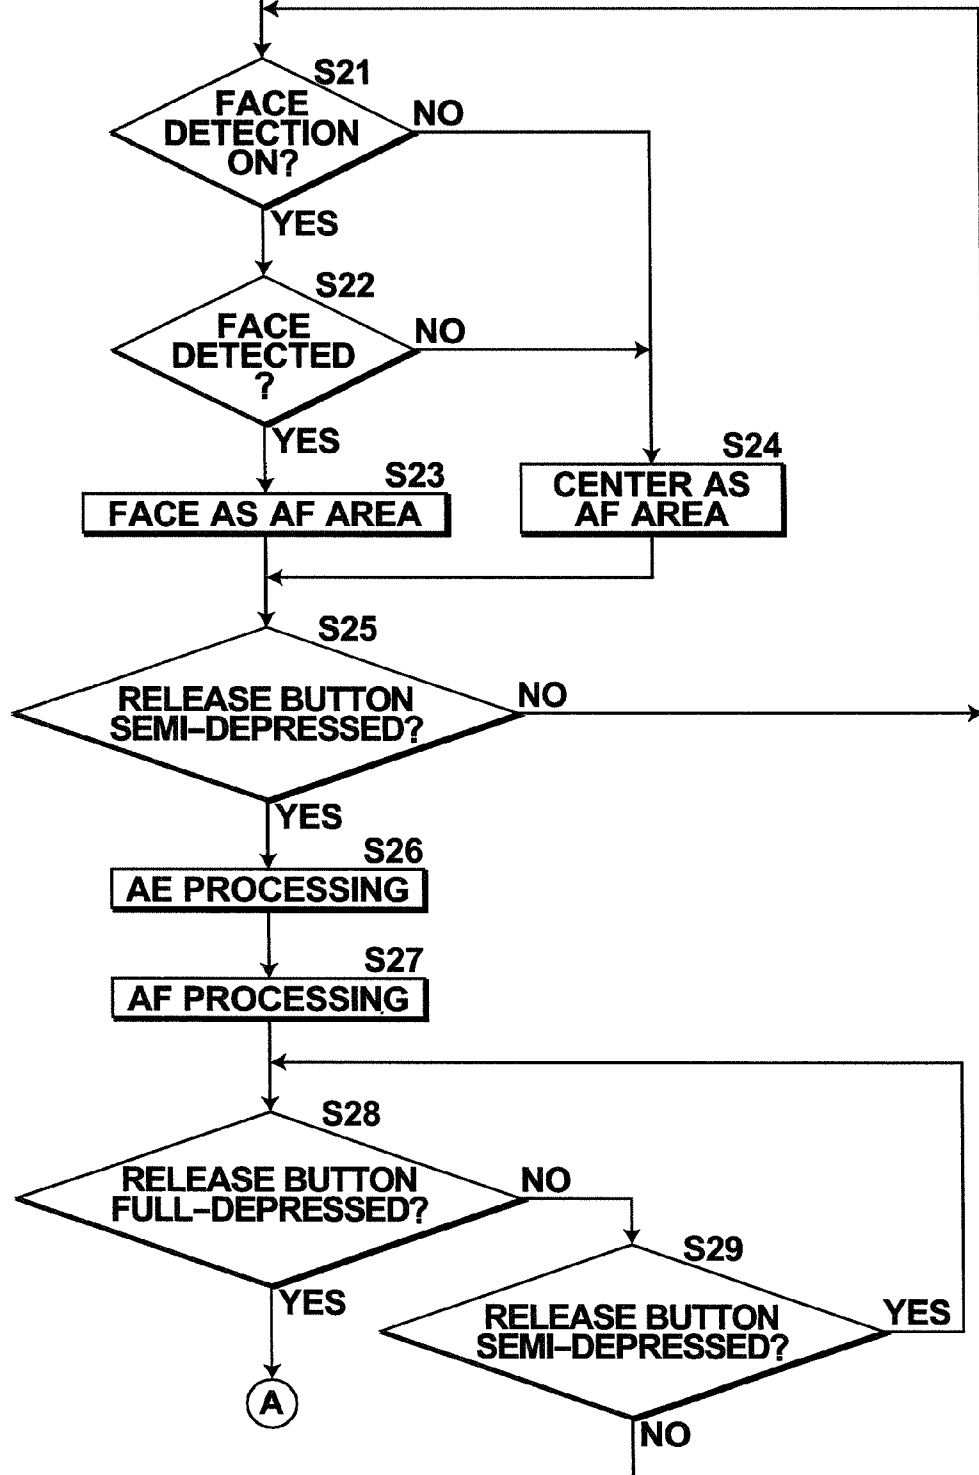 S21
FACE
DETECTION
ON?
NO
YES
S22
FACE
DETECTED
?
NO
YES
S23
FACE AS AF AREA
S24
CENTER AS
AF AREA
S25
RELEASE BUTTON
SEMI-DEPRESSED?
NO
YES
S26
AE PROCESSING
S27
AF PROCESSING
S28
RELEASE BUTTON
FULL-DEPRESSED?
NO
YES
S29
RELEASE BUTTON
SEMI-DEPRESSED?
YES
NO
A